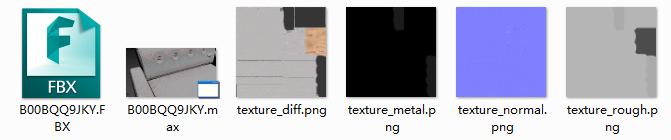 FBX
B00BQQ9JKY.F
BX
B00BQQ9JKY.m
ax
texture_diff.png
texture_metal.p
ng
texture_normal.
png
texture_rough.p
ng